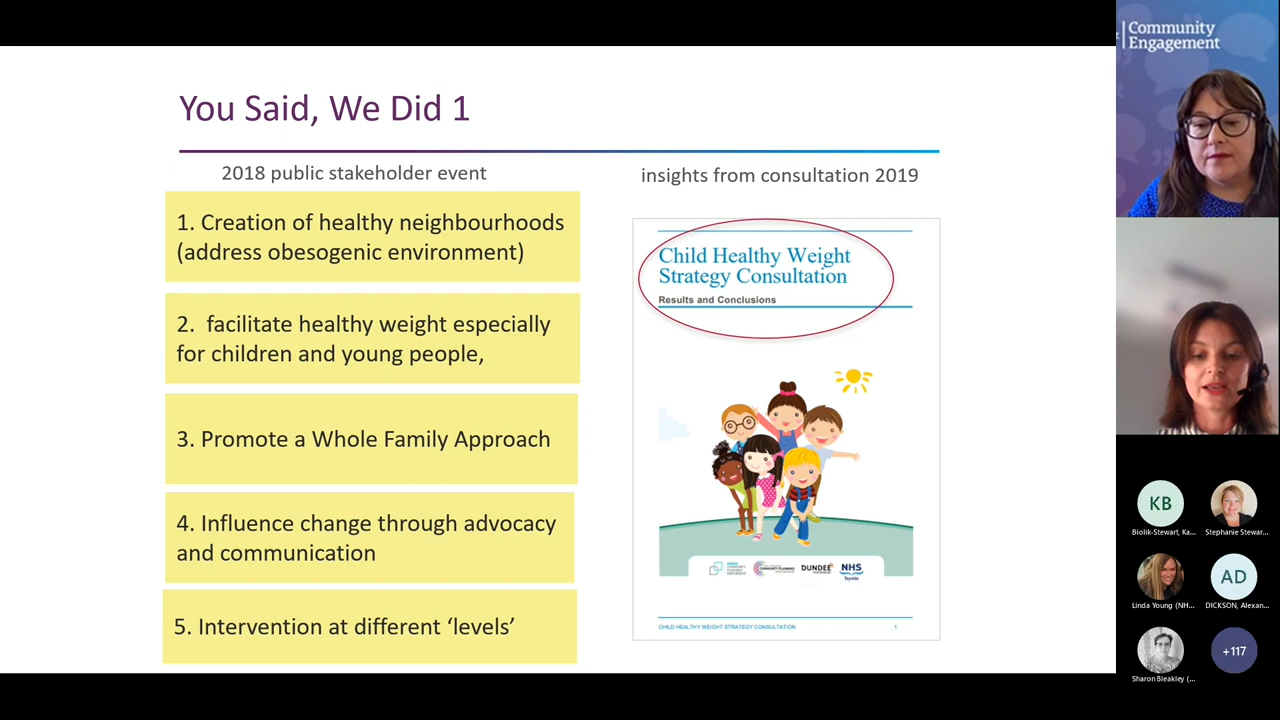 You Said, We Did 1
2018 public stakeholder event
1. Creation of healthy neighbourhoods
(address obesogenic environment)
2.  facilitate healthy weight especially
for children and young people,
3. Promote a Whole Family Approach
4. Influence change through advocacy
and communication
5. Intervention at different ‘levels’
insights from consultation 2019
Child Healthy Weight
Strategy Consultation
Results and Conclusions
DUNDEE
NHS
Tayside
CHILD HEALTHY WEIGHT STRATEGY CONSULTATION
1
Community
Engagement
KB
Biolik-Stewart, Ka...
Stephanie Stewar...
Linda Young (NH...
AD
DICKSON, Alexan...
Sharon Bleakley (...
+117